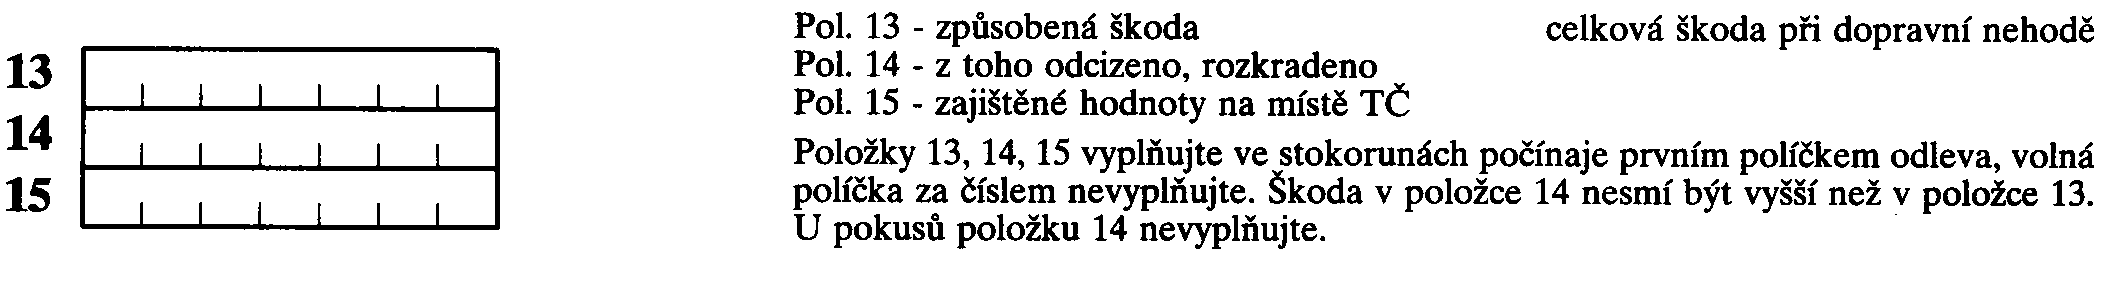 13
14
15
Pol. 13 - způsobená škoda celková škoda při dopravní nehodě
Pol. 14 - z toho odcizeno, rozkradeno
Pol. 15 - zajištěné hodnoty na místě TČ
Položky 13, 14, 15 vyplňujte ve stokorunách počínaje prvním políčkem odleva, volná
políčka za číslem nevyplňujte. Škoda v položce 14 nesmí být vyšší než v položce 13.
U pokusů položku 14 nevyplňujte.